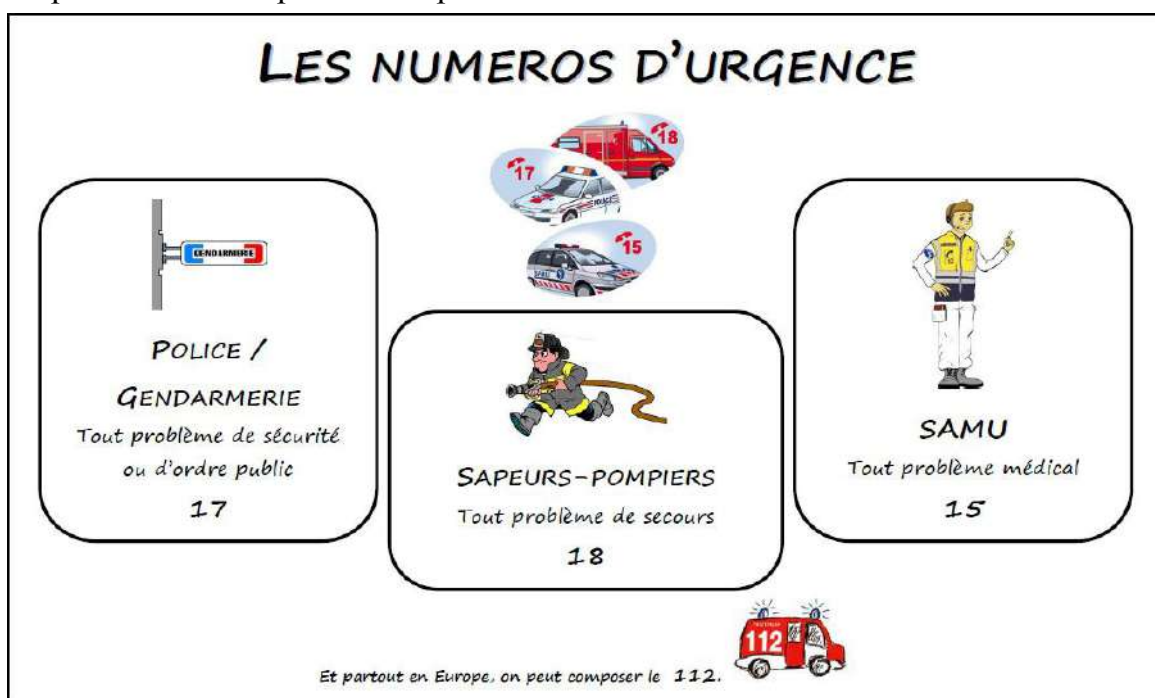 LES NUMEROS D'URGENCE
18
17
POLICE
15
SAMU
GENDARMERIE
POLICE /
GENDARMERIE
Tout problème de sécurité
ou d'ordre public
17
SAPEURS-POMPIERS
Tout problème de secours
18
SAMU
Tout problème médical
15
112
Et partout en Europe, on peut composer le 112.